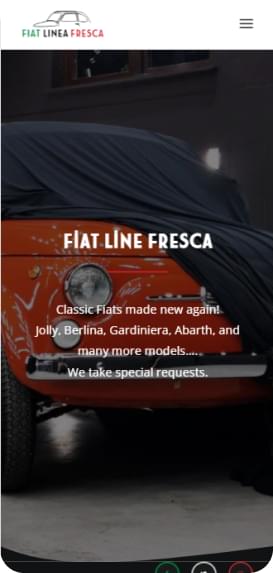 FIAT LINEA FRESCA
FIAT LINE FRESCA
Classic Fiats made new again!
Jolly, Berlina, Gardiniera, Abarth, and
many more models....
We take special requests.